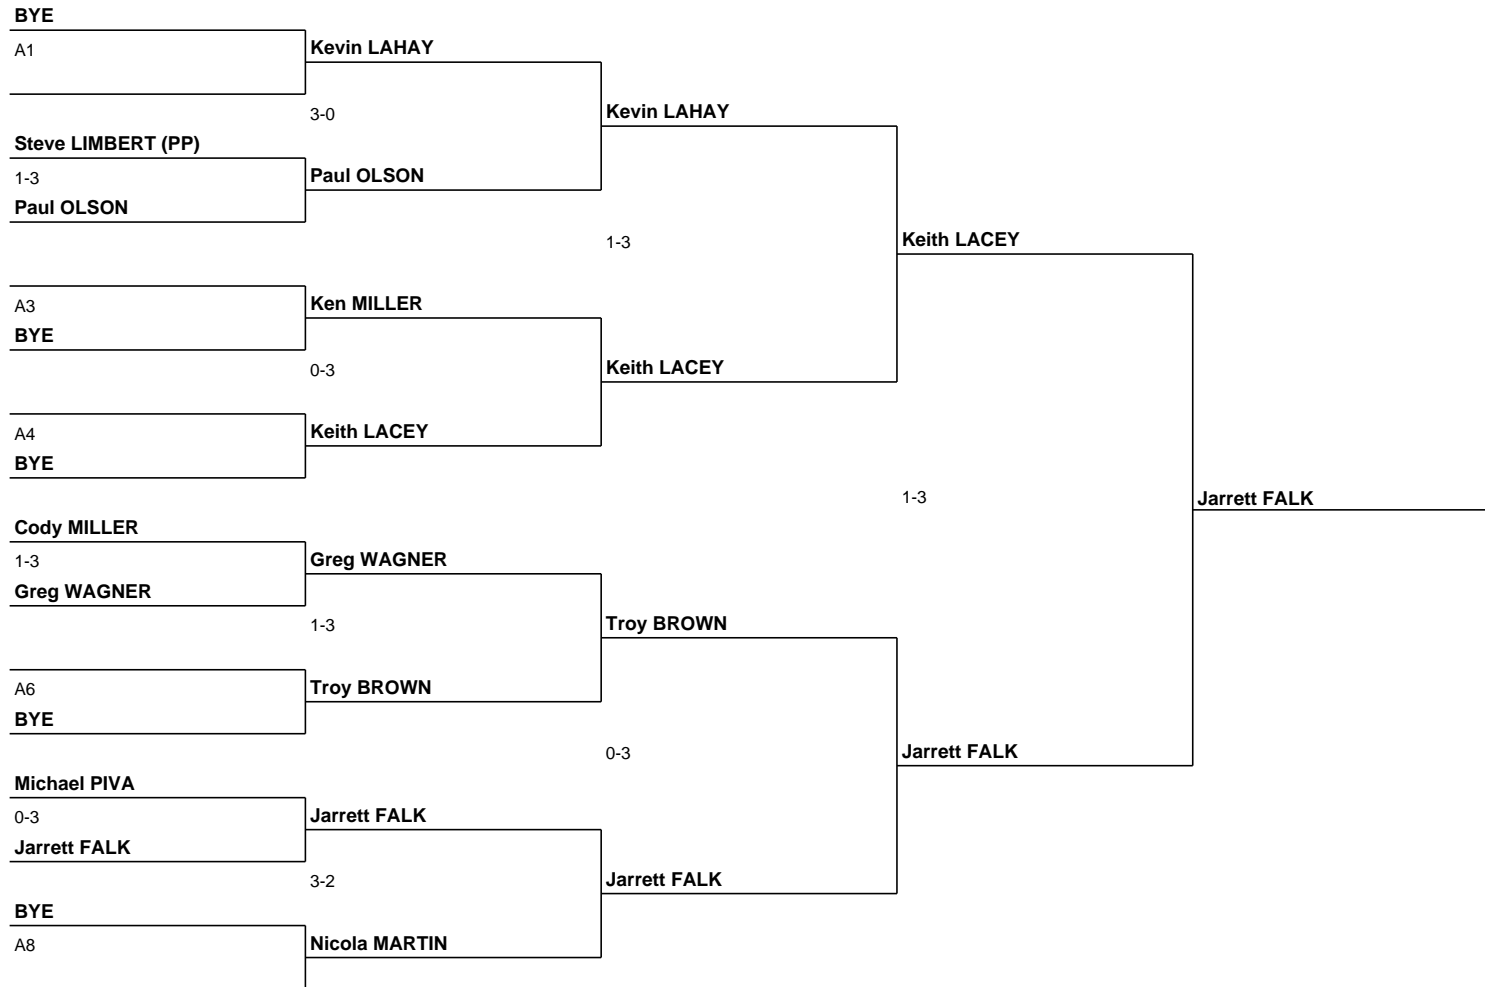 BYE
A1
Kevin LAHAY
3-0
Kevin LAHAY
Steve LIMBERT (PP)
1-3
Paul OLSON
Paul OLSON
1-3
Keith LACEY
A3
BYE
Ken MILLER
0-3
Keith LACEY
A4
BYE
Keith LACEY
1-3
Jarrett FALK
Cody MILLER
1-3
Greg WAGNER
Greg WAGNER
1-3
Troy BROWN
A6
BYE
Troy BROWN
0-3
Jarrett FALK
Michael PIVA
0-3
Jarrett FALK
Jarrett FALK
3-2
Jarrett FALK
BYE
A8
Nicola MARTIN